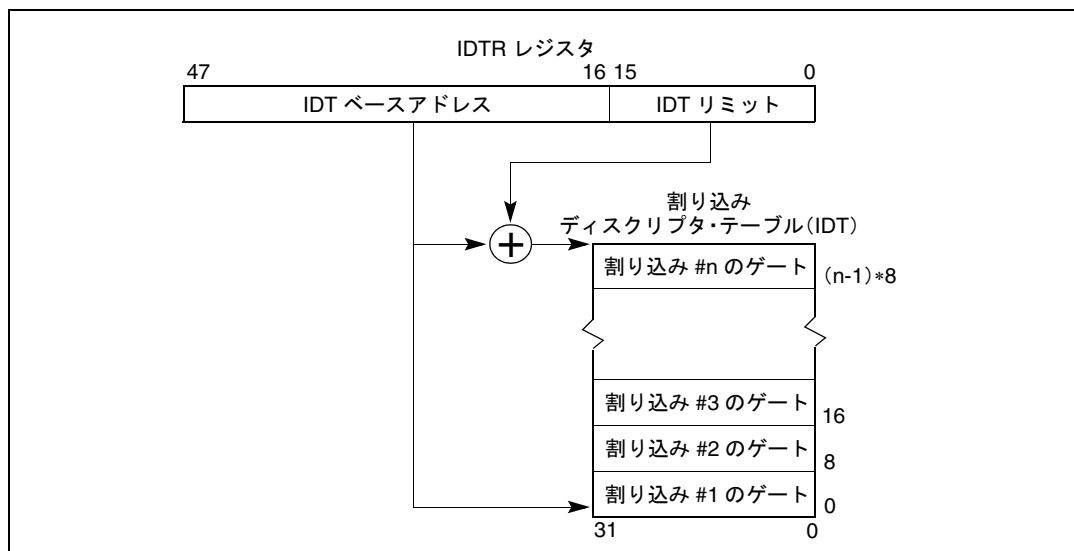 IDTR レジスタ
47 16 15 0
IDT ベースアドレス IDT リミット
割り込み
ディスクリプタ・テーブル(IDT)
+
割り込み #n のゲート (n-1)*8
割り込み #3 のゲート 16
割り込み #2 のゲート 8
割り込み #1 のゲート 0
31 0